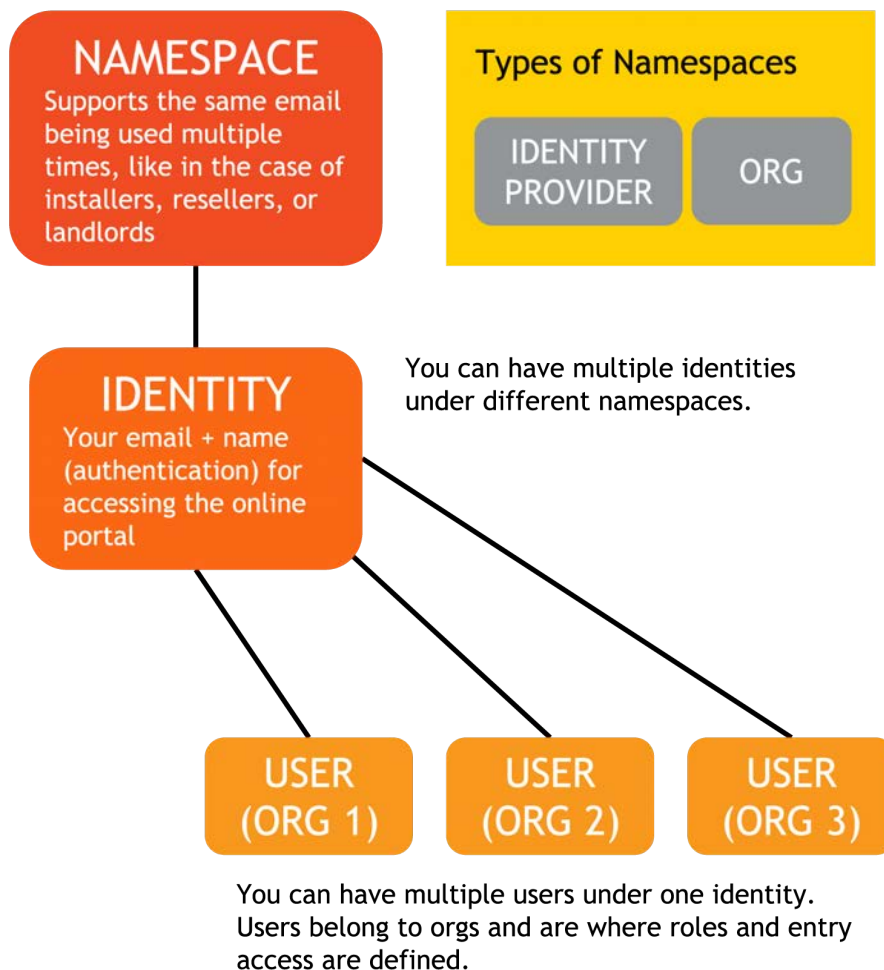 NAMESPACE
Supports the same email
being used multiple
times, like in the case of
installers, resellers, or
landlords
Types of Namespaces
IDENTITY
PROVIDER
ORG
IDENTITY
Your email + name
(authentication) for
accessing the online
portal
You can have multiple identities
under different namespaces.
USER
(ORG 1)
USER
(ORG 2)
USER
(ORG 3)
You can have multiple users under one identity.
Users belong to orgs and are where roles and entry
access are defined.